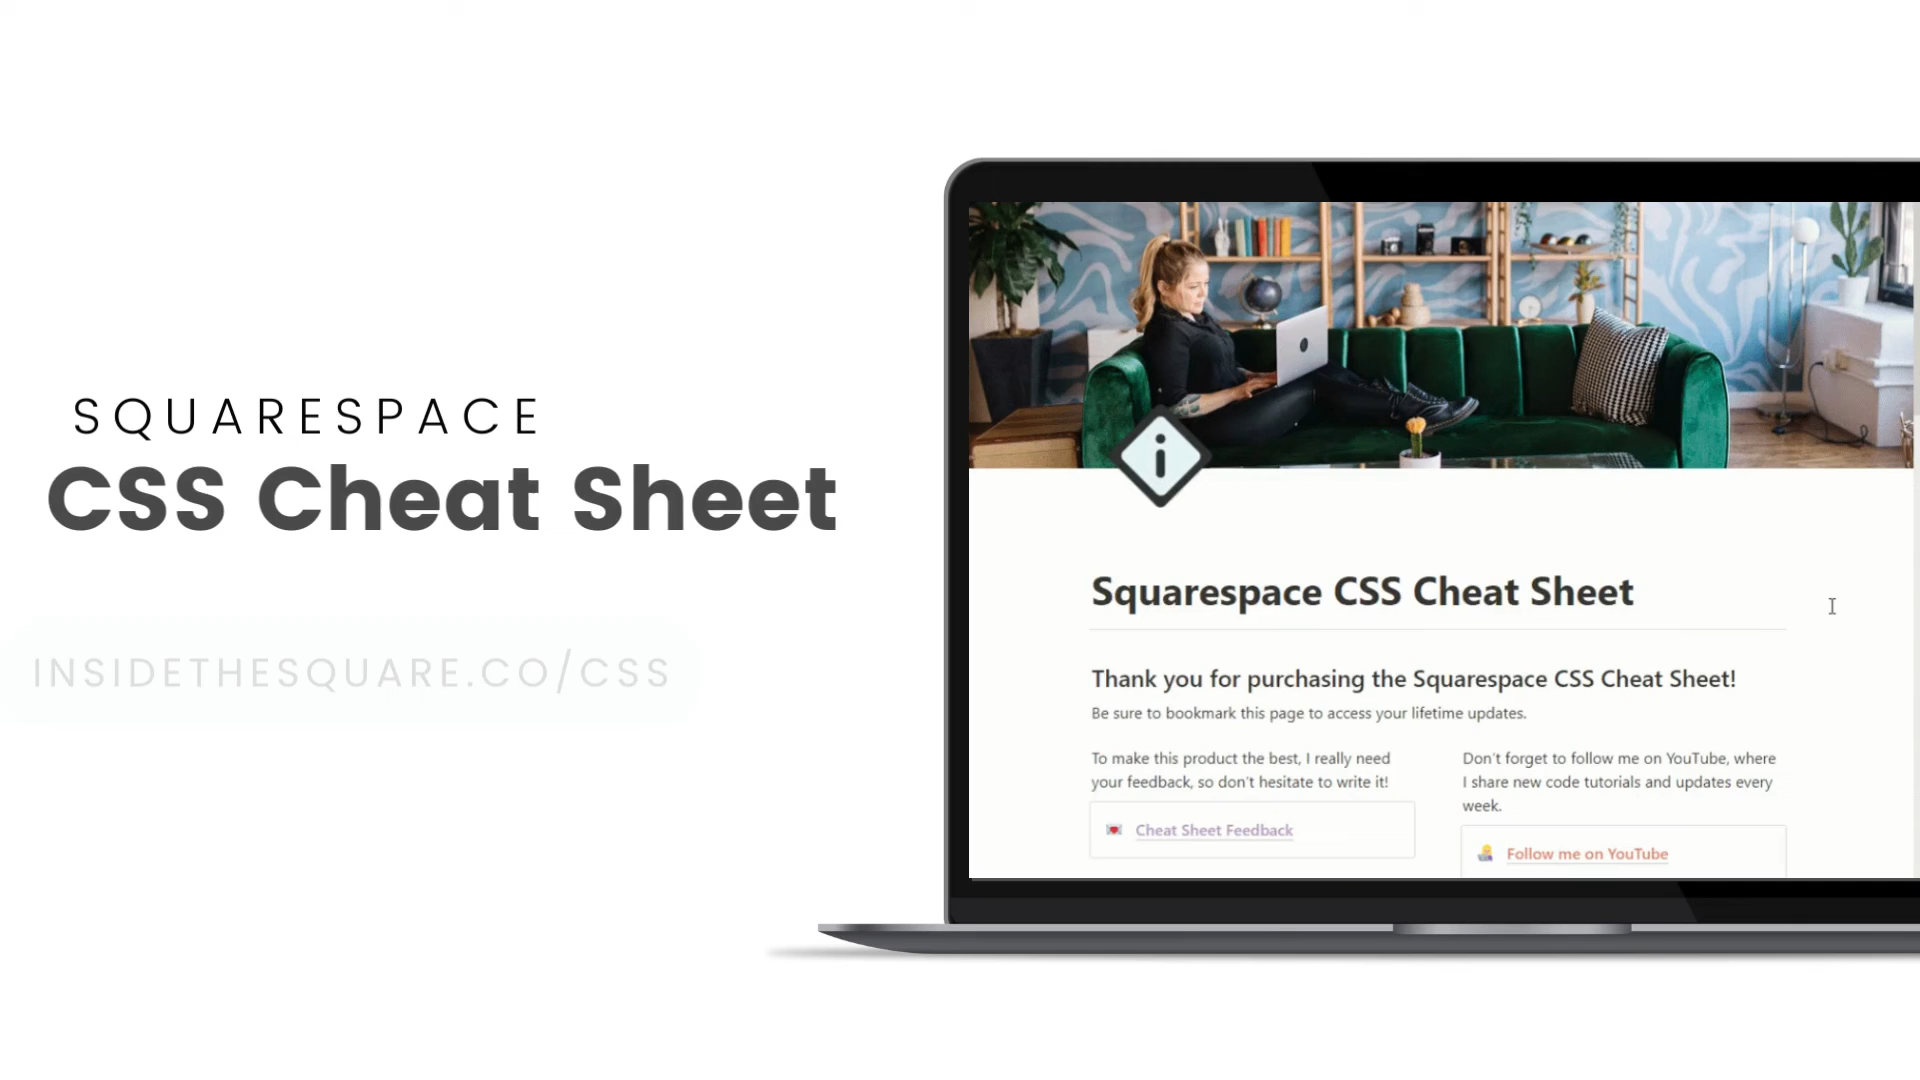 SQUARESPACE
CSS Cheat Sheet
INSIDETHESQUARE.CO/CSS
Squarespace CSS Cheat Sheet
Thank you for purchasing the Squarespace CSS Cheat Sheet!
Be sure to bookmark this page to access your lifetime updates.
To make this product the best, I really need
your feedback, so don't hesitate to write it!
Cheat Sheet Feedback
Don't forget to follow me on YouTube, where
I share new code tutorials and updates every
week.
Follow me on YouTube